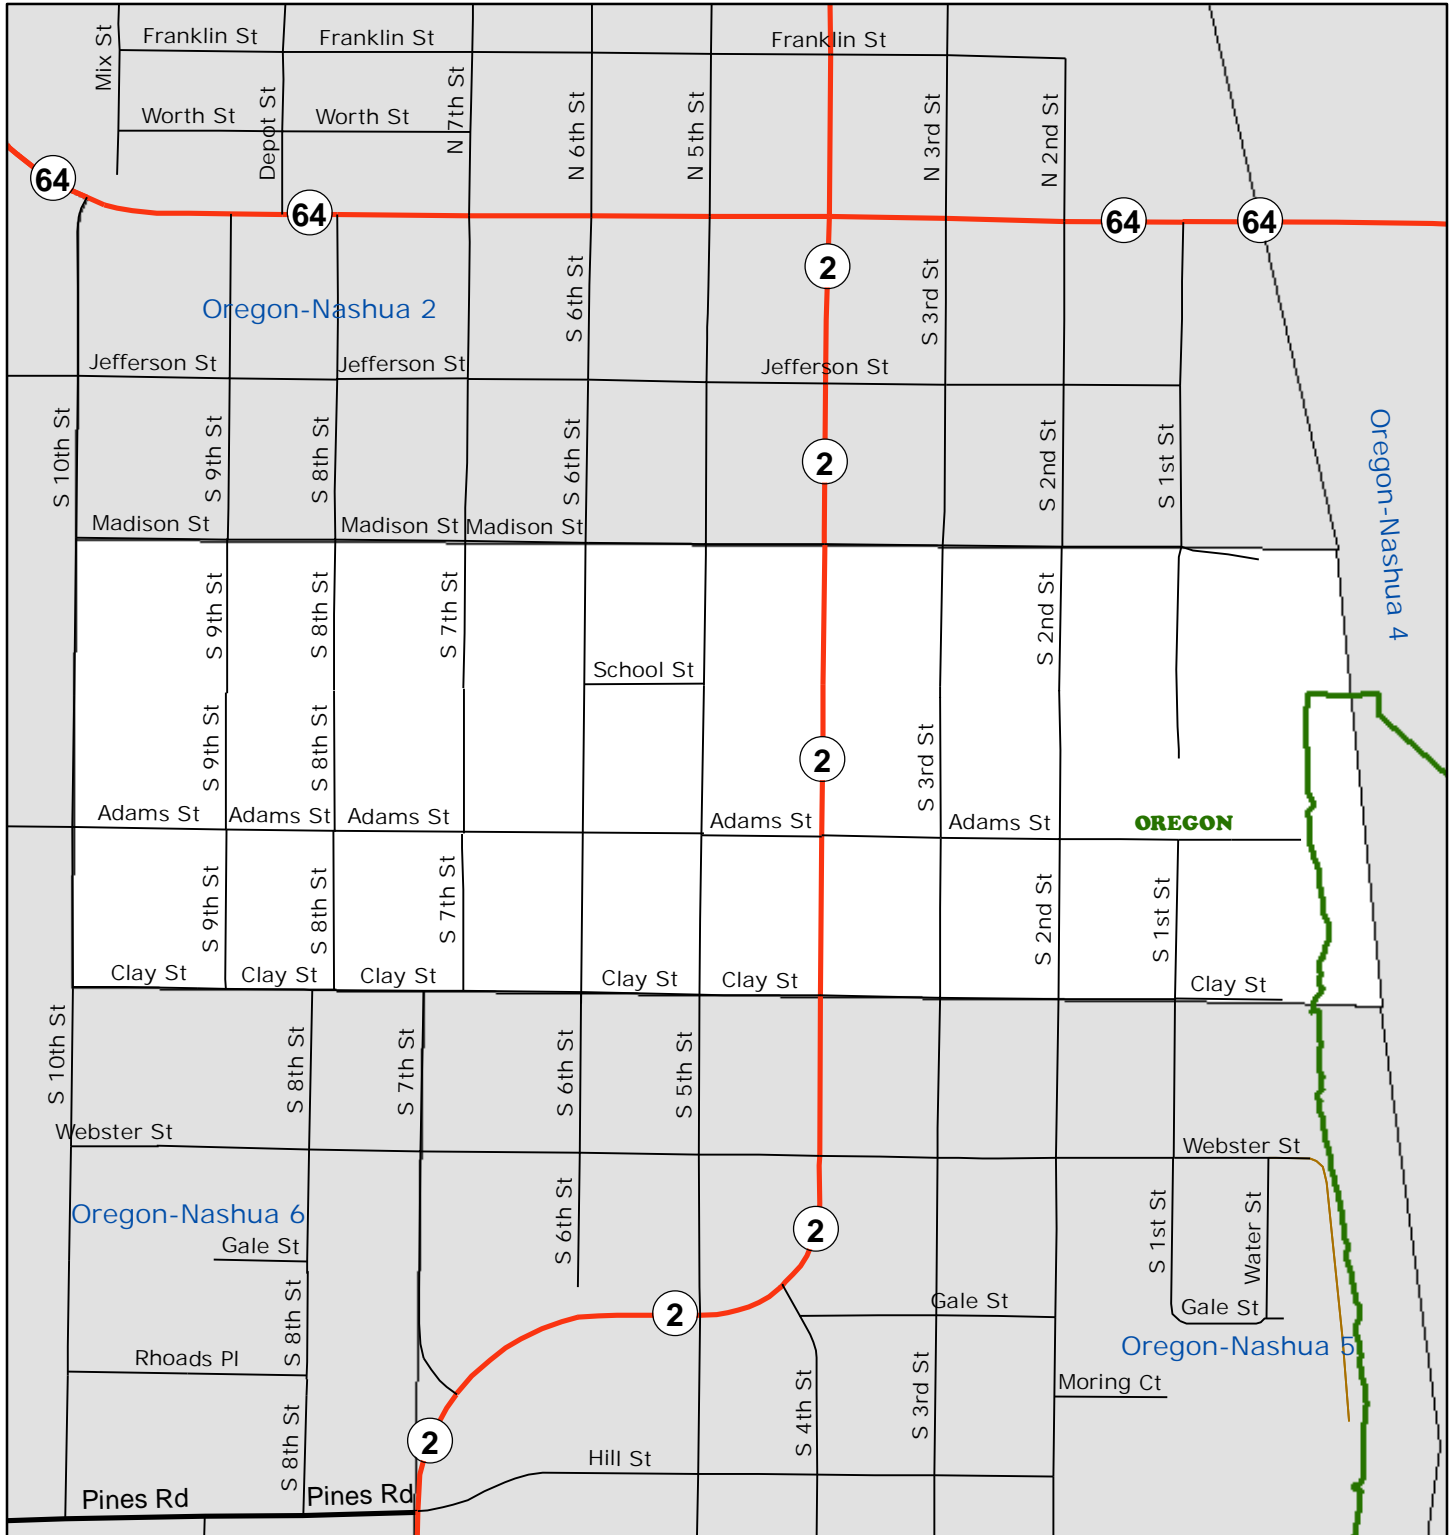 Mix St
Franklin St
Franklin St
Franklin St
Worth St
Worth St
Depot St
N 7th St
N 6th St
N 5th St
N 3rd St
N 2nd St
64
64
64
64
2
Oregon-Nashua 2
S 6th St
S 3rd St
Jefferson St
Jefferson St
Jefferson St
S 10th St
S 9th St
S 8th St
S 6th St
2
S 2nd St
S 1st St
Oregon-Nashua 4
Madison St
Madison St
Madison St
S 9th St
S 8th St
S 7th St
S 2nd St
School St
S 9th St
S 8th St
2
S 3rd St
Adams St
Adams St
Adams St
Adams St
Adams St
OREGON
S 9th St
S 8th St
S 7th St
S 2nd St
S 1st St
Clay St
Clay St
Clay St
Clay St
Clay St
Clay St
S 10th St
S 8th St
S 7th St
S 6th St
S 5th St
Webster St
Webster St
Oregon-Nashua 6
S 6th St
2
S 1st St
Water St
Gale St
S 8th St
2
Gale St
Gale St
Oregon-Nashua 5
Rhoads Pl
S 4th St
S 3rd St
Moring Ct
S 8th St
2
Hill St
Pines Rd
Pines Rd